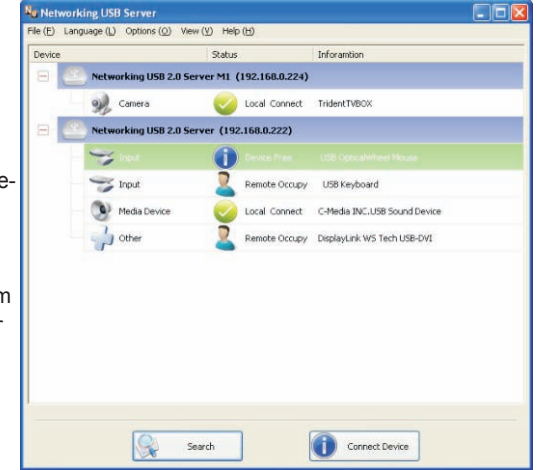 Networking USB Server
File (F) Language (L) Options (O) View (V) Help (H)
Device Status Inforamtion
Networking USB 2.0 Server M1 (192.168.0.224)
Camera Local Connect TridentTVBOX
Networking USB 2.0 Server (192.168.0.222)
Input Device Free USB OpticalWheel Mouse
e-
Input Remote Occupy USB Keyboard
Media Device Local Connect C-Media INC.USB Sound Device
Other Remote Occupy DisplayLink WS Tech USB-DVI
m
-
Search Connect Device